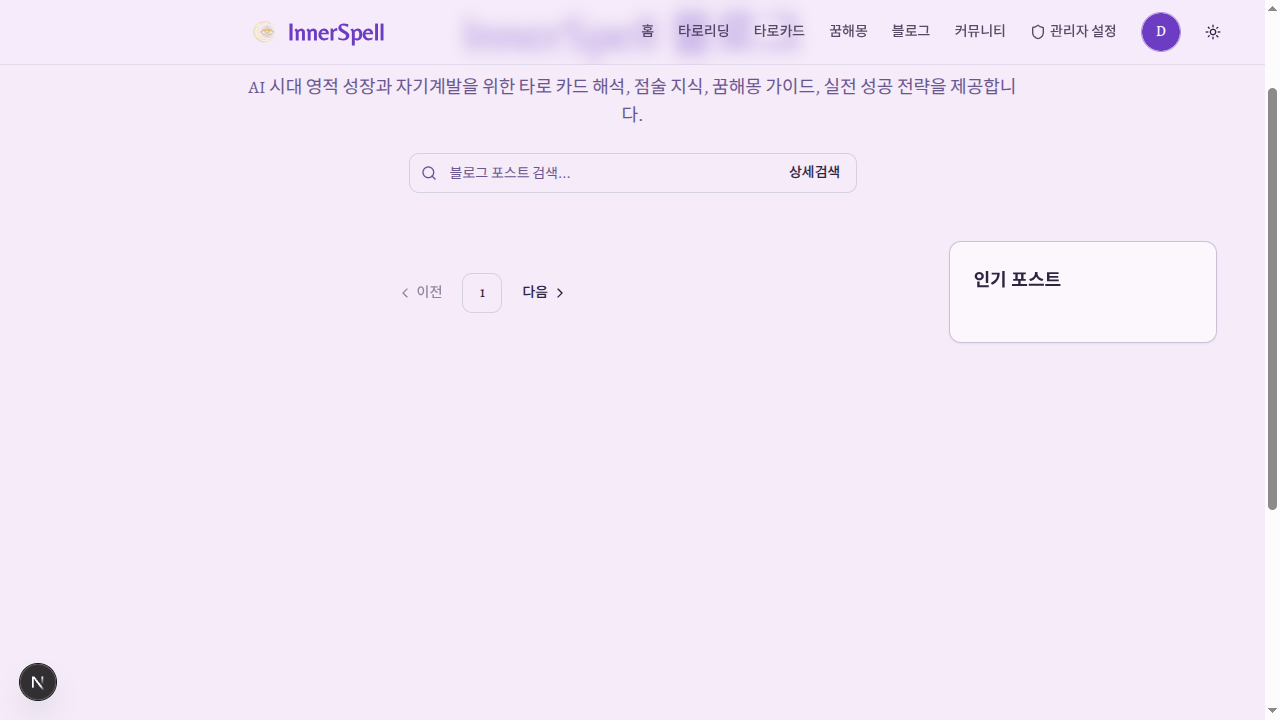 InnerSpell
홈
타로리딩
타로카드
꿈해몽
블로그
커뮤니티
관리자 설정
D
AI 시대 영적 성장과 자기계발을 위한 타로 카드 해석, 점술 지식, 꿈해몽 가이드, 실전 성공 전략을 제공합니
다.
블로그 포스트 검색...
상세검색
이전
1
다음
인기 포스트
N